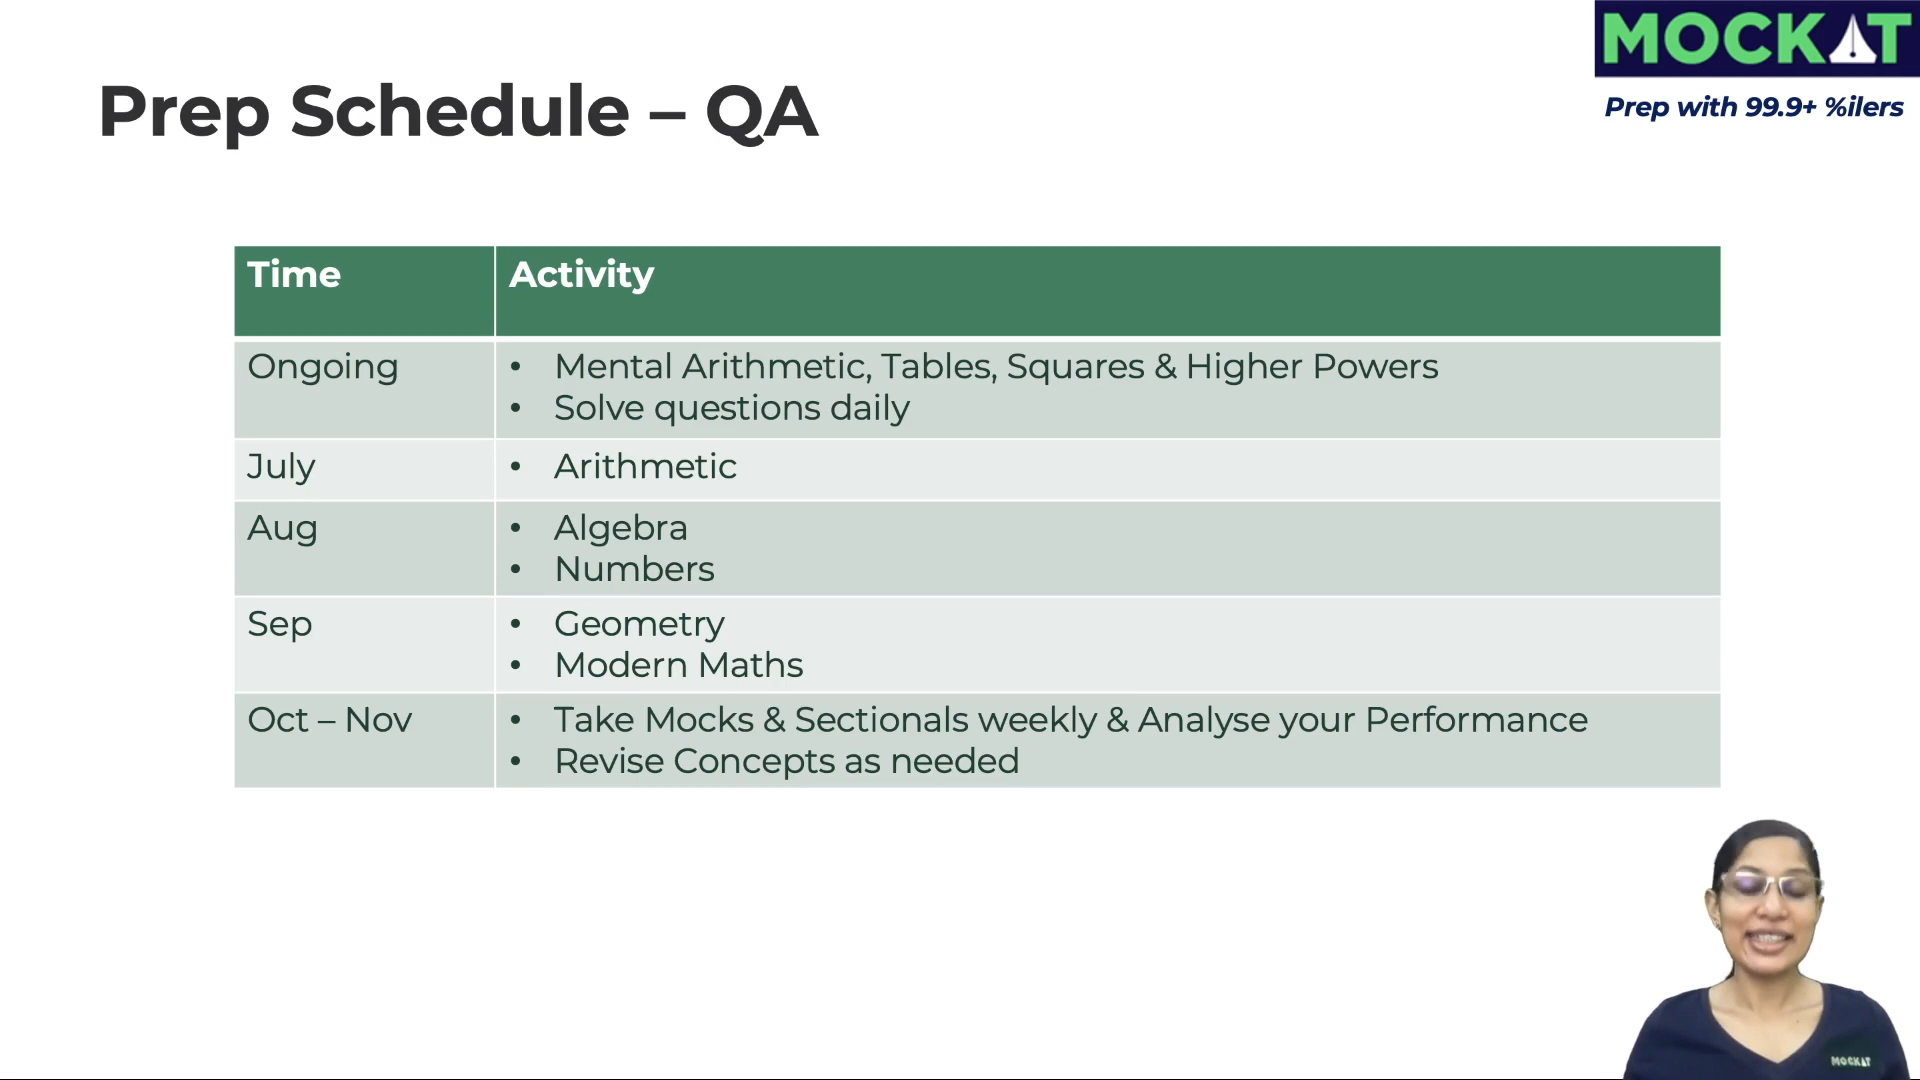 MOCKAT
Prep with 99.9+ %ilers
Prep Schedule – QA
Time
Activity
Ongoing
• Mental Arithmetic, Tables, Squares & Higher Powers
• Solve questions daily
July
• Arithmetic
Aug
• Algebra
• Numbers
Sep
• Geometry
• Modern Maths
Oct – Nov
• Take Mocks & Sectionals weekly & Analyse your Performance
• Revise Concepts as needed
MOCKAT